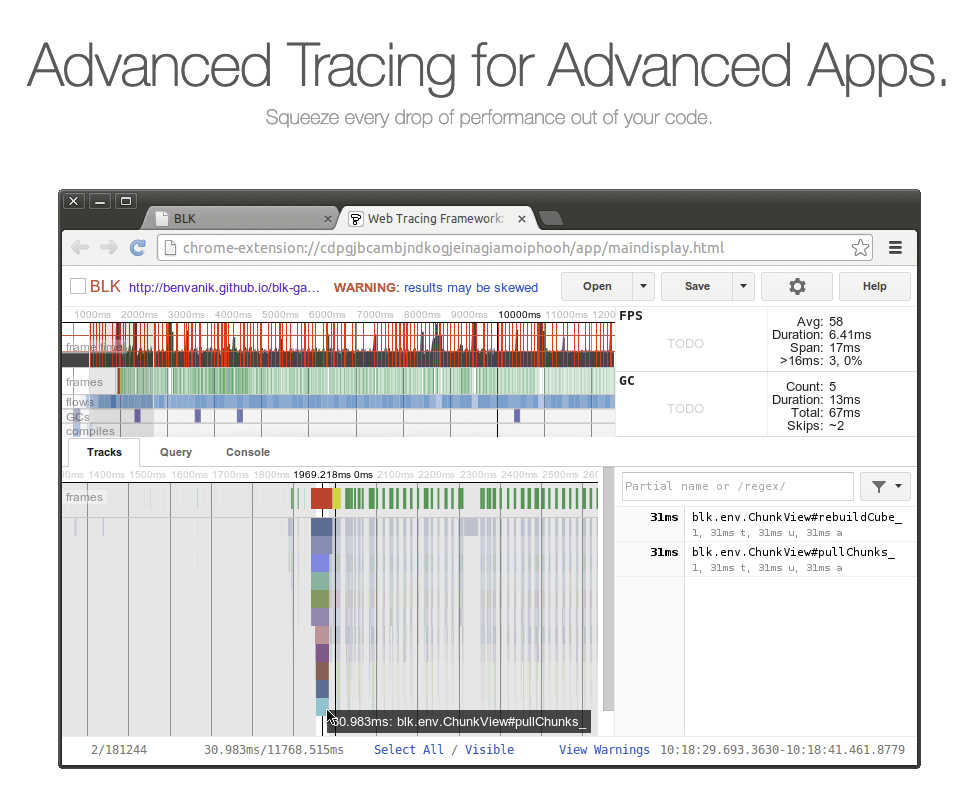 Advanced Tracing for Advanced Apps.
Squeeze every drop of performance out of your code.
BLK
Web Tracing Framework:
chrome-extension://cdpgjbcambjndkogjeinagiamoiphooh/app/maindisplay.html
BLK http://benvanik.github.io/blk-ga... WARNING: results may be skewed Open Save Help
1000ms 2000ms 3000ms 4000ms 5000ms 6000ms 7000ms 8000ms 9000ms 10000ms 11000ms 1200
frame time
frames
flows
GCs
compiles
FPS
TODO
Avg: 58
Duration: 6.41ms
Span: 17ms
>16ms: 3, 0%
GC
TODO
Count: 5
Duration: 13ms
Total: 67ms
Skips: ~2
Tracks Query Console
0ms 1400ms 1500ms 1600ms 1700ms 1800ms 1969.218ms 0ms 2100ms 2200ms 2300ms 2400ms 2500ms 260
frames
30.983ms: blk.env.ChunkView#pullChunks_
Partial name or /regex/
31ms blk.env.ChunkView#rebuildCube_
1, 31ms t, 31ms u, 31ms a
31ms blk.env.ChunkView#pullChunks_
1, 31ms t, 31ms u, 31ms a
2/181244 30.983ms/11768.515ms Select All / Visible View Warnings 10:18:29.693.3630-10:18:41.461.8779